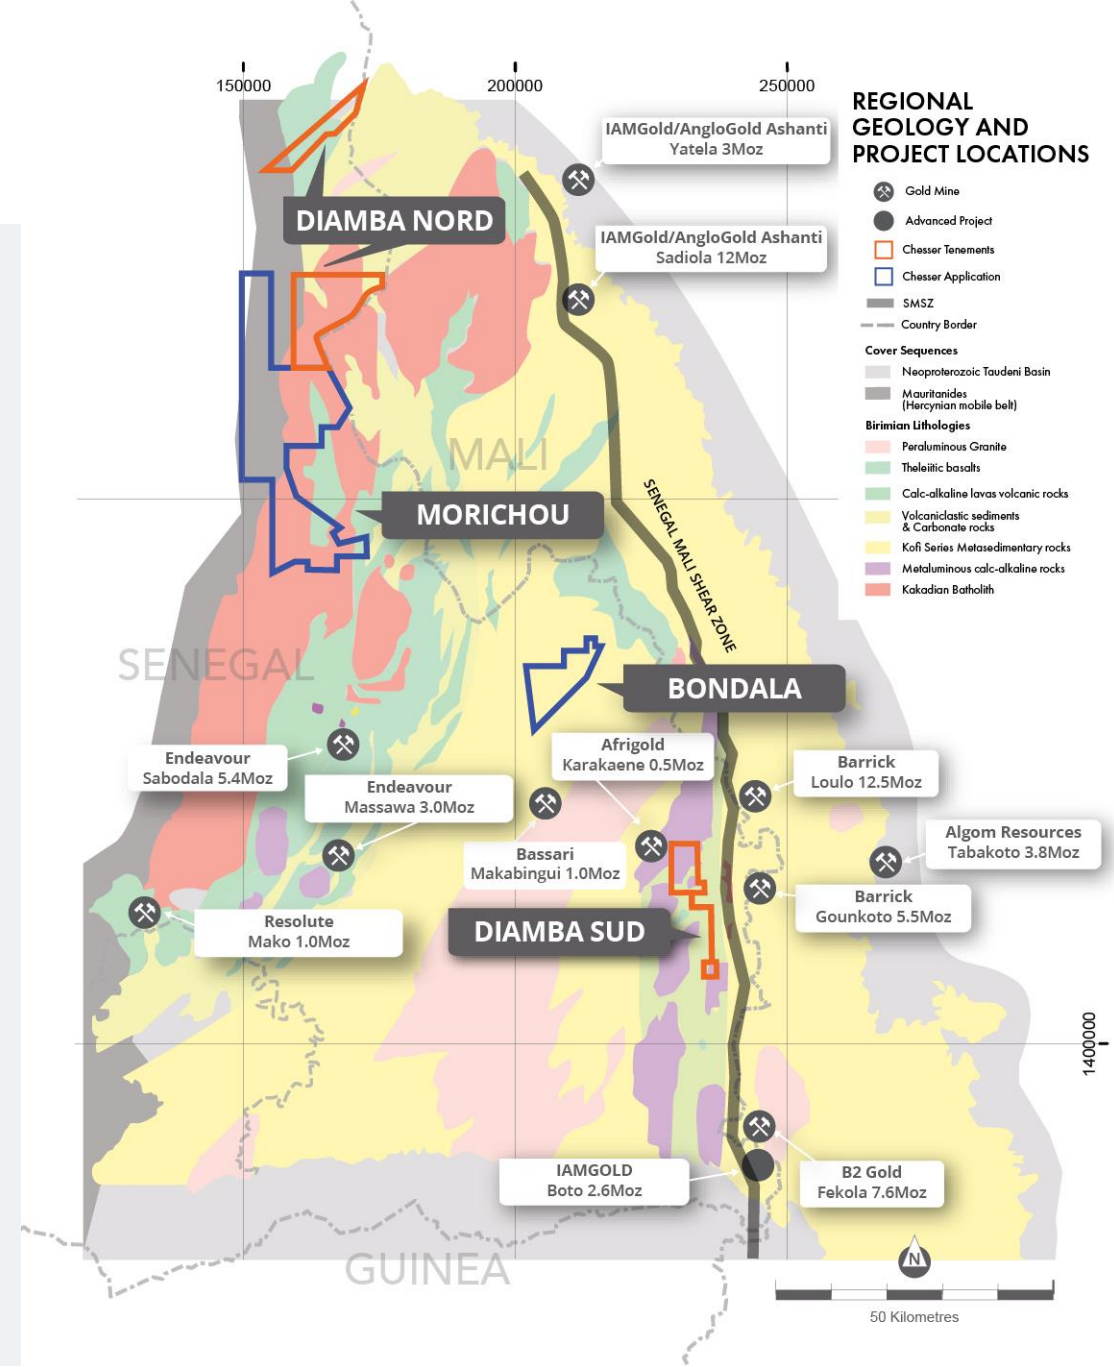 150000
200000
250000
REGIONAL
GEOLOGY AND
PROJECT LOCATIONS
Gold Mine
Advanced Project
Chesser Tenements
Chesser Application
SMSZ
Country Border
Cover Sequences
Neoproterozoic Taudeni Basin
Mauritanides
(Hercynian mobile belt)
Birimian Lithologies
Peraluminous Granite
Theleiitic basalts
Calc-alkaline lavas volcanic rocks
Volcaniclastic sediments
& Carbonate rocks
Kofi Series Metasedimentary rocks
Metaluminous calc-alkaline rocks
Kakadian Batholith
IAMGold/AngloGold Ashanti
Yatela 3Moz
DIAMBA NORD
IAMGold/AngloGold Ashanti
Sadiola 12Moz
MALI
MORICHOU
SENEGAL MALI SHEAR ZONE
SENEGAL
BONDALA
Endeavour
Sabodala 5.4Moz
Afrigold
Karakaene 0.5Moz
Barrick
Loulo 12.5Moz
Endeavour
Massawa 3.0Moz
Algom Resources
Tabakoto 3.8Moz
Bassari
Makabingui 1.0Moz
Barrick
Gounkoto 5.5Moz
Resolute
Mako 1.0Moz
DIAMBA SUD
1400000
IAMGOLD
Boto 2.6Moz
B2 Gold
Fekola 7.6Moz
GUINEA
N
50 Kilometres